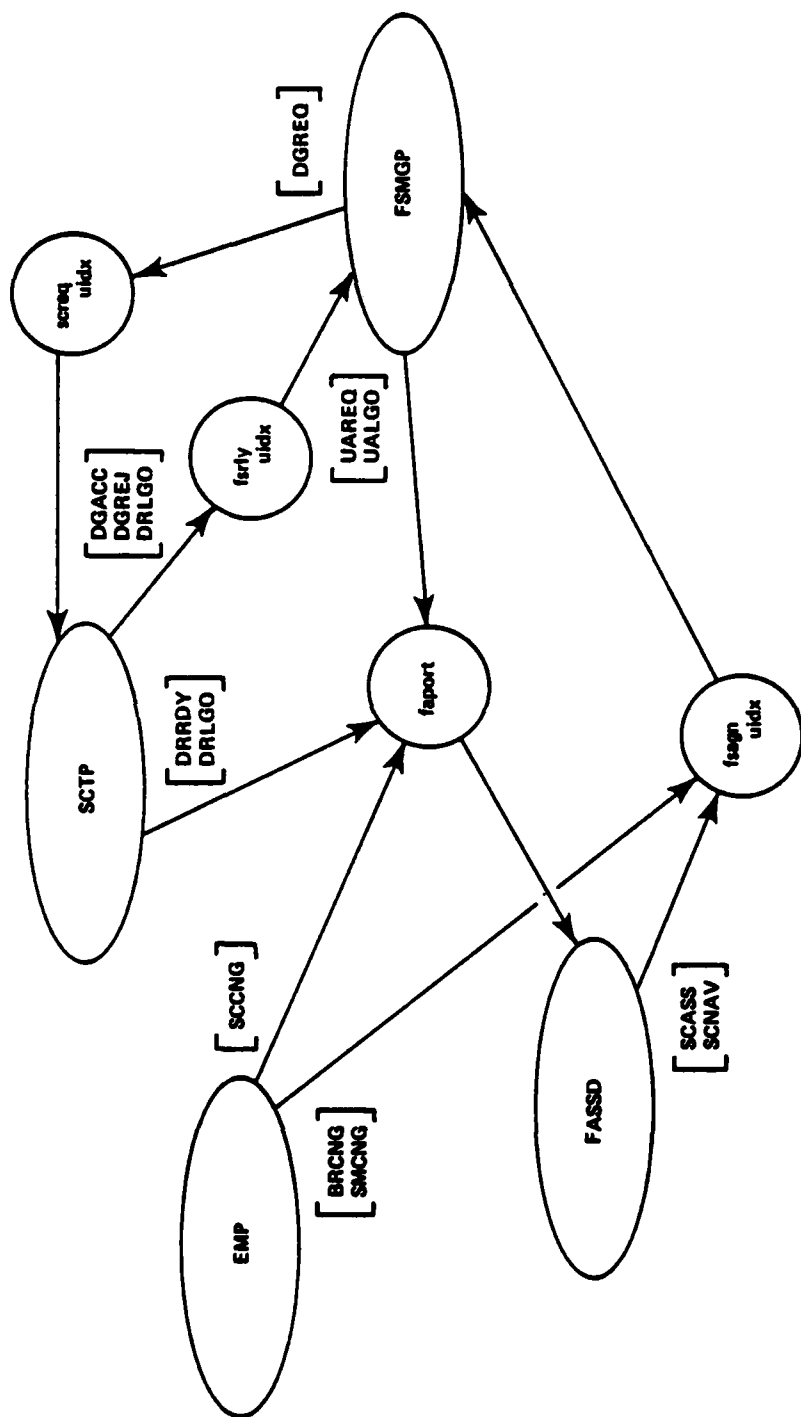 SCTP
screq
uidx
DGACC
DGREJ
DRLGO
DRRDY
DRLGO
EMP
SCCNG
fsrly
uidx
DGREQ
BRCNG
SMCNG
UAREQ
UALGO
FSMGP
faport
FASSD
SCASS
SCNAV
fsagn
uidx